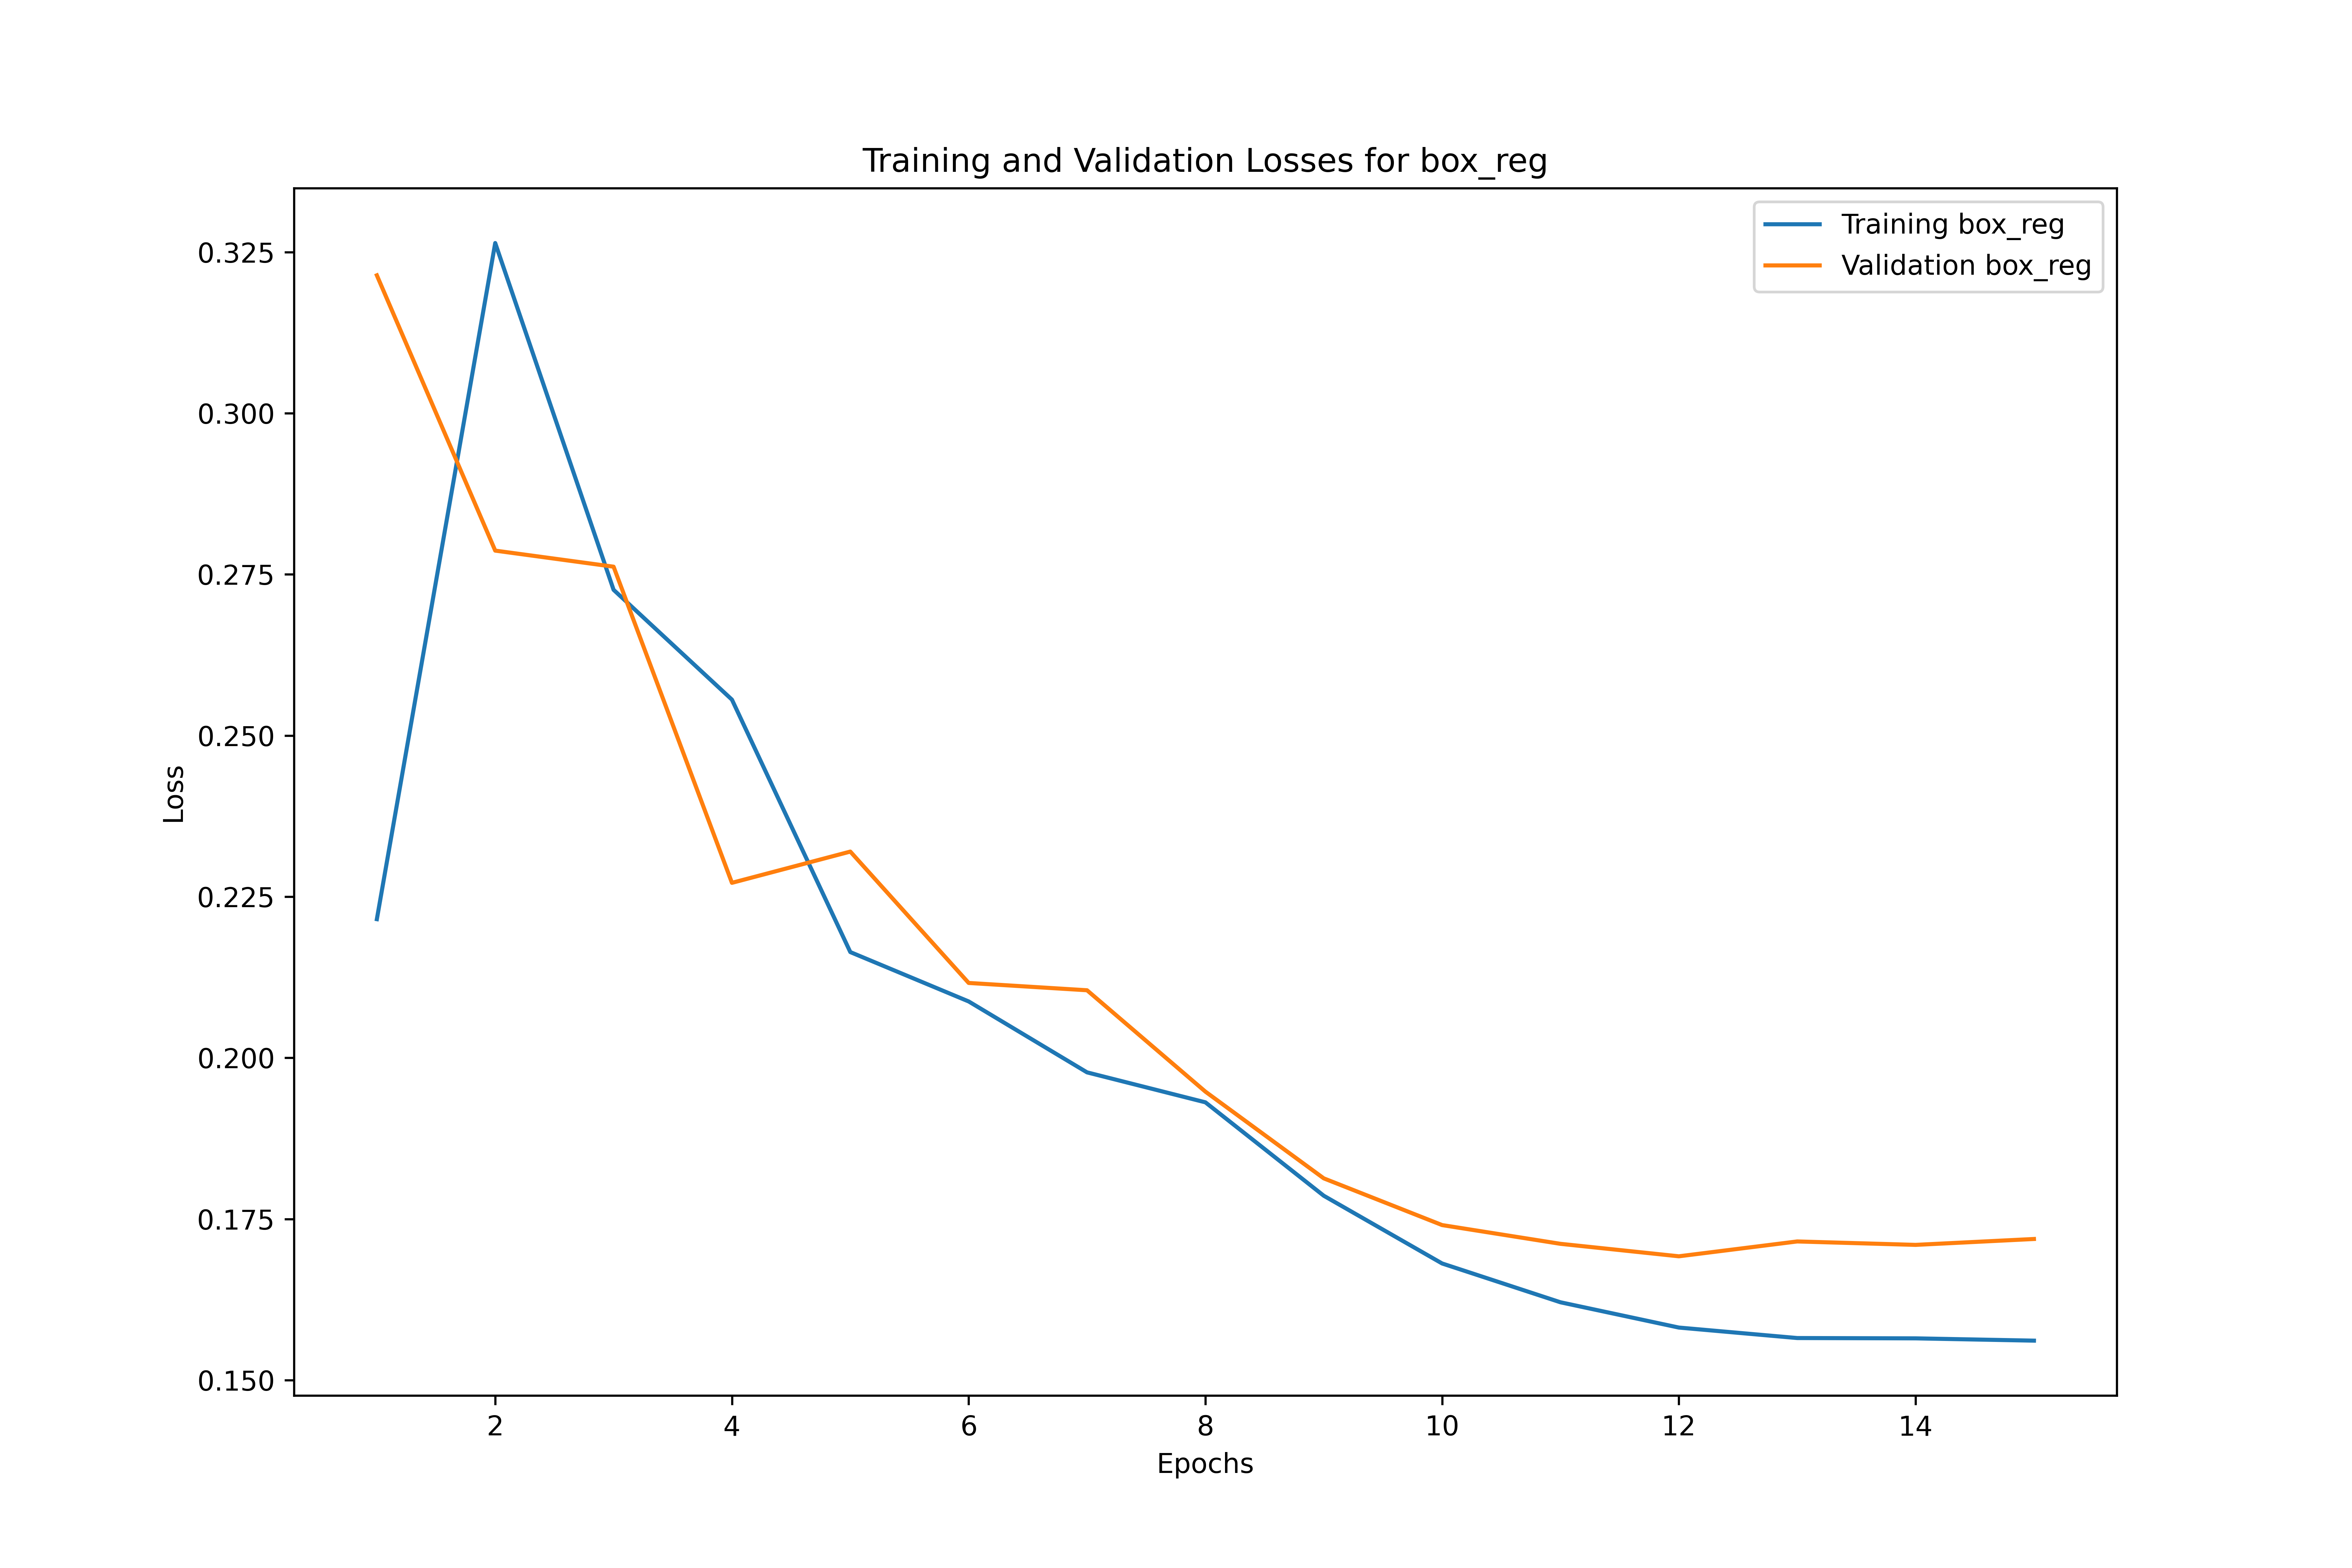 Training and Validation Losses for box_reg
Training box_reg
Validation box_reg
0.325
0.300
0.275
0.250
0.225
0.200
0.175
0.150
Loss
2 4 6 8 10 12 14
Epochs